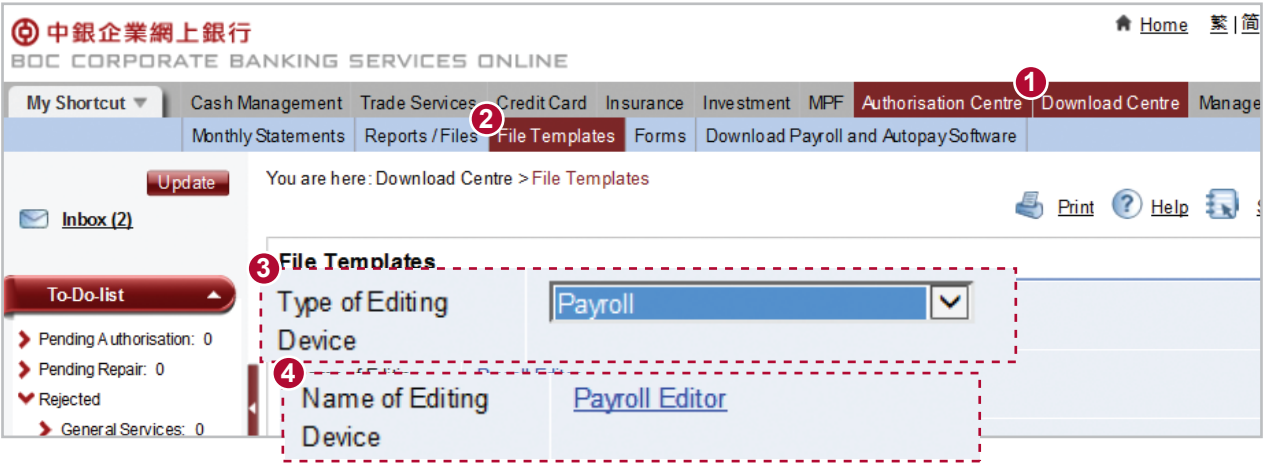 中銀企業網上銀行
BOC CORPORATE BANKING SERVICES ONLINE
Home 繁|简
1
My Shortcut Cash Management Trade Services Credit Card Insurance Investment MPF Authorisation Centre Download Centre Manage
2
Monthly Statements Reports / Files File Templates Forms Download Payroll and Autopay Software
Update You are here: Download Centre > File Templates
Inbox (2) Print Help
File Templates
3
To-Do-list Type of Editing Device Payroll
Pending Authorisation: 0
Pending Repair: 0
4
Rejected Name of Editing Device Payroll Editor
General Services: 0